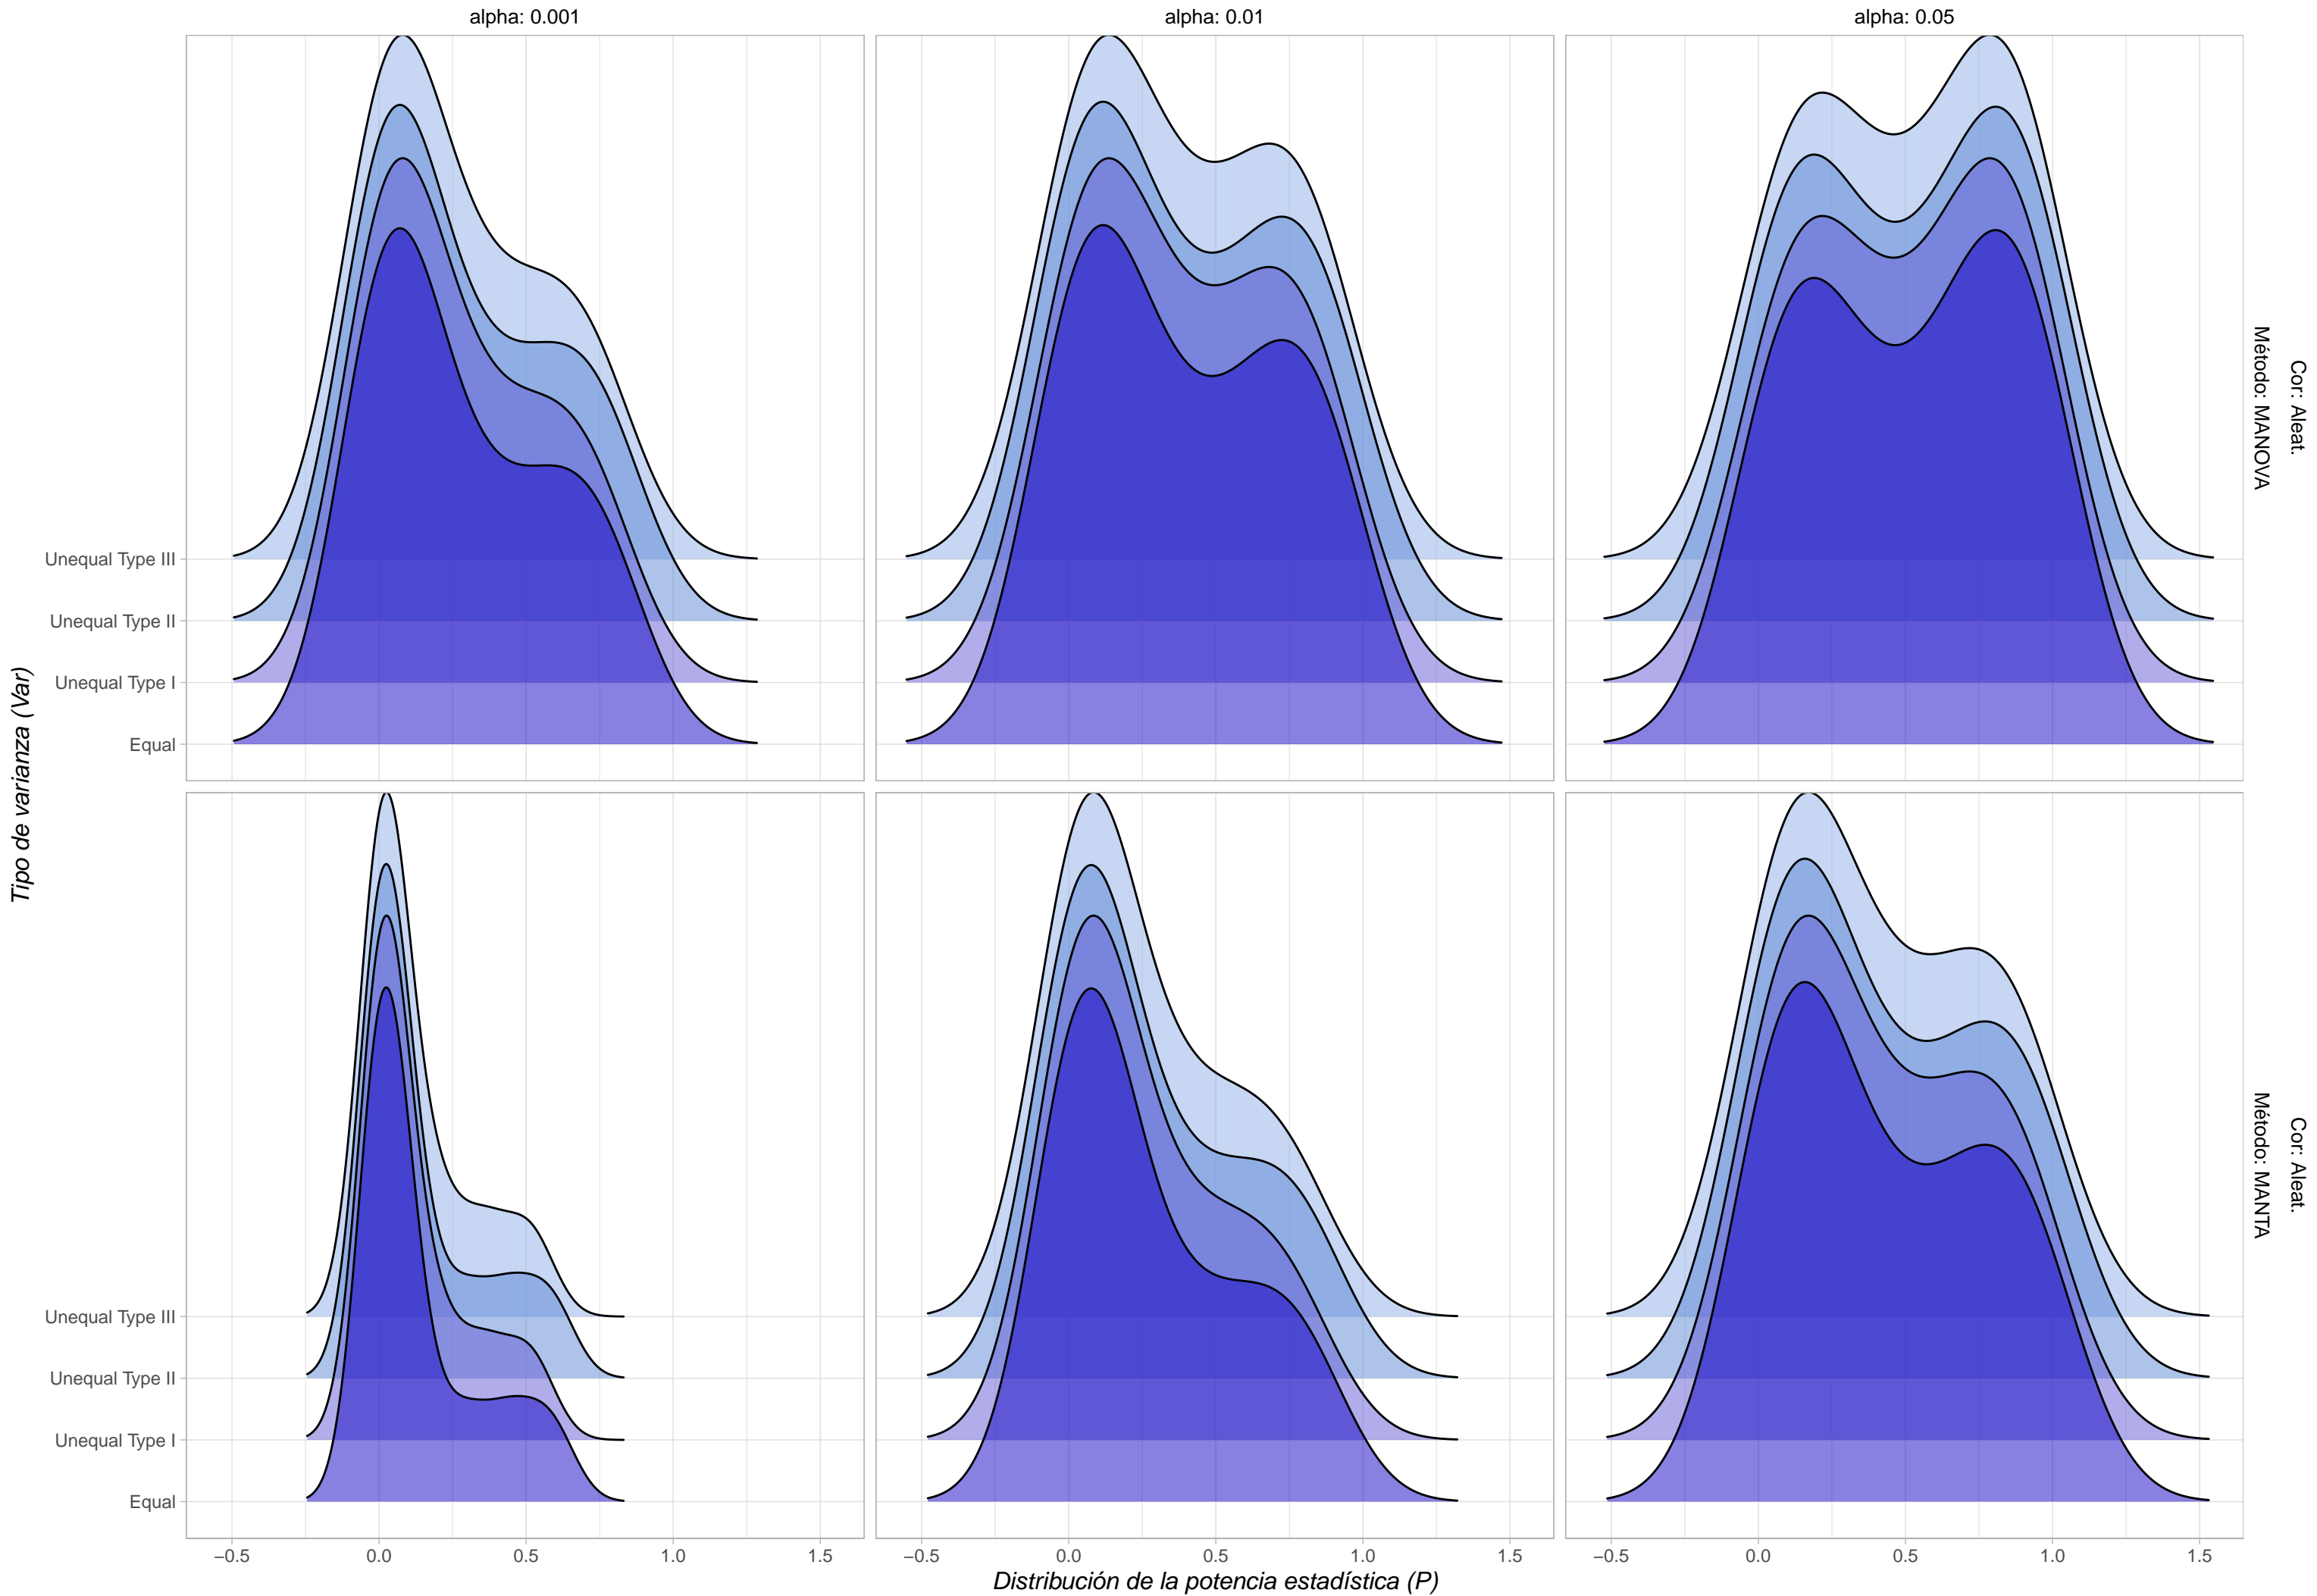 alpha: 0.001
alpha: 0.01
alpha: 0.05
Unequal Type III
Unequal Type II
Unequal Type I
Equal
Cor: Aleat.
Método: MANOVA
Tipo de varianza (Var)
Unequal Type III
Unequal Type II
Unequal Type I
Equal
Cor: Aleat.
Método: MANTA
−0.5 0.0 0.5 1.0 1.5
−0.5 0.0 0.5 1.0 1.5
−0.5 0.0 0.5 1.0 1.5
Distribución de la potencia estadística (P)